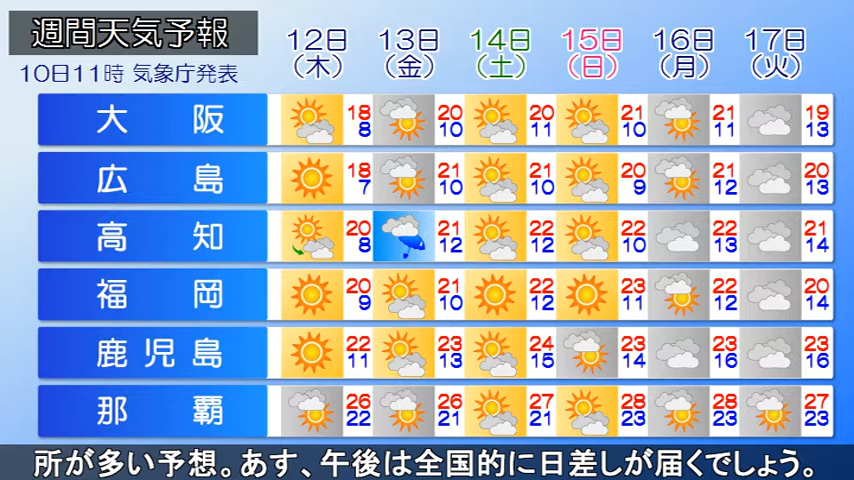 週間天気予報
10日11時 気象庁発表
12日 13日 14日 15日 16日 17日
（木） （金） （土） （日） （月） （火）
大阪 18 8 20 10 20 11 21 10 21 11 19 13
広島 18 7 21 10 21 10 20 9 21 12 20 13
高知 20 8 21 12 22 12 22 10 22 13 21 14
福岡 20 9 21 10 22 12 23 11 22 12 20 14
鹿児島 22 11 23 13 24 15 23 14 23 16 23 16
那覇 26 22 26 21 27 21 28 23 28 23 27 23
所が多い予想。あす、午後は全国的に日差しが届くでしょう。